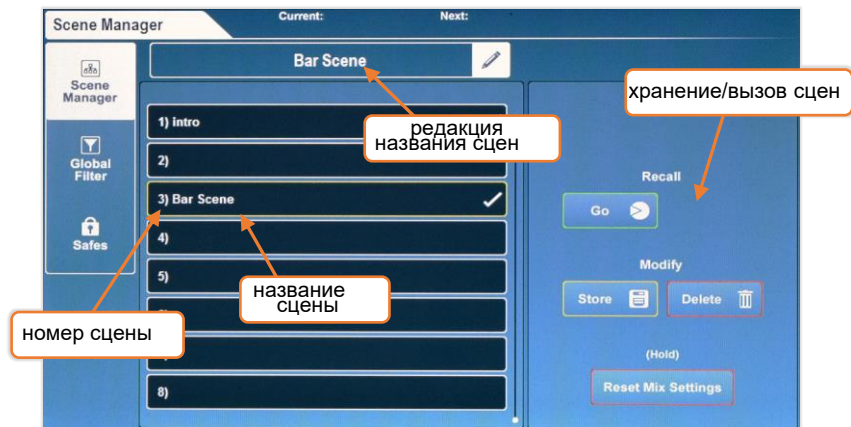 Scene Manager
Current:
Next:
Bar Scene
Scene
Manager
Global
Filter
Safes
1) intro
2)
3) Bar Scene
4)
5)
8)
редакция
названия сцен
название
сцены
номер сцены
хранение/вызов сцен
Recall
Go
Modify
Store
Delete
(Hold)
Reset Mix Settings